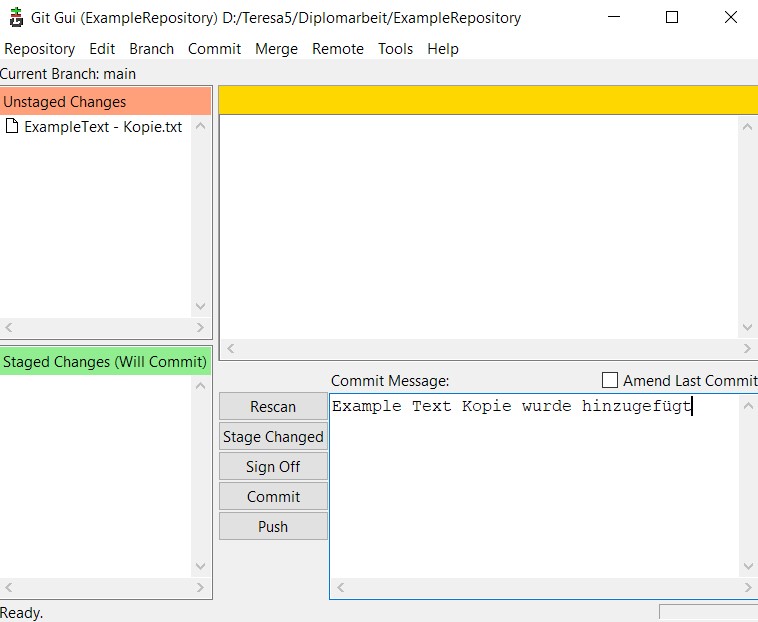 Git Gui (ExampleRepository) D:/Teresa5/Diplomarbeit/ExampleRepository
Repository Edit Branch Commit Merge Remote Tools Help
Current Branch: main
Unstaged Changes
ExampleText - Kopie.txt
Staged Changes (Will Commit)
Commit Message:
Amend Last Commit
Rescan
Stage Changed
Sign Off
Commit
Push
Example Text Kopie wurde hinzugefügt
Ready.